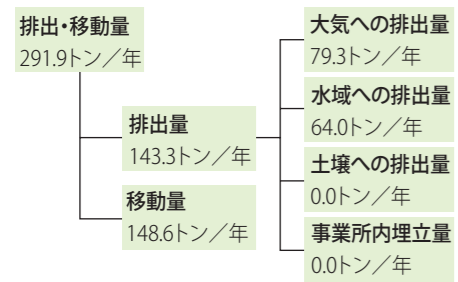 排出・移動量
291.9トン／年
排出量
143.3トン／年
移動量
148.6トン／年
大気への排出量
79.3トン／年
水域への排出量
64.0トン／年
土壌への排出量
0.0トン／年
事業所内埋立量
0.0トン／年